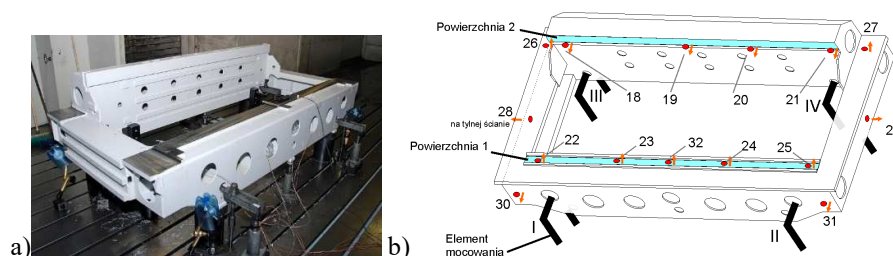 a)
b)
Powierzchnia 2
27
26
18
19
20
21
III
IV
28
na tylnej ścianie
2
Powierzchnia 1
22
23
32
24
25
30
I
II
31
Element
mocowania